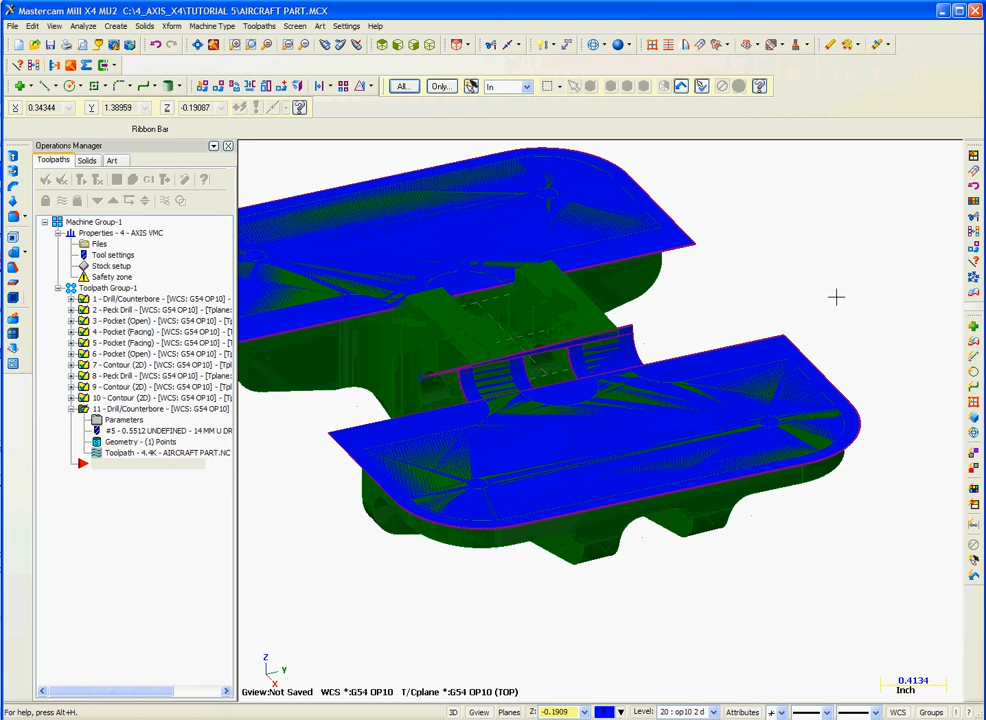 Mastercam Mill X4 MU2 C:\4_AXIS_X4\TUTORIAL 5\AIRCRAFT PART.MCX
File Edit View Analyze Create Solids Xform Machine Type Toolpaths Screen Art Settings Help
All... Only... In
X 0.34344 Y 1.38959 Z -0.19087
Ribbon Bar
Operations Manager
Toolpaths Solids Art
G1
Machine Group-1
Properties - 4 - AXIS VMC
Files
Tool settings
Stock setup
Safety zone
Toolpath Group-1
1 - Drill/Counterbore - [WCS: G54 OP10] -
2 - Peck Drill - [WCS: G54 OP10] - [Tplane:
3 - Pocket (Open) - [WCS: G54 OP10] - [Tpl
4 - Pocket (Facing) - [WCS: G54 OP10] - [Tp
5 - Pocket (Facing) - [WCS: G54 OP10] - [Tp
6 - Pocket (Open) - [WCS: G54 OP10] - [Tpl
7 - Contour (2D) - [WCS: G54 OP10] - [Tpla
8 - Peck Drill - [WCS: G54 OP10] - [Tplane:
9 - Contour (2D) - [WCS: G54 OP10] - [Tpla
10 - Contour (2D) - [WCS: G54 OP10] - [Tpl
11 - Drill/Counterbore - [WCS: G54 OP10]
Parameters
#5 - 0.5512 UNDEFINED - 14 MM U DR
Geometry - (1) Points
Toolpath - 4.4K - AIRCRAFT PART.NC
Z
Y
X
Gview:Not Saved WCS *:G54 OP10 T/Cplane *:G54 OP10 (TOP)
0.4134
Inch
For help, press Alt+H. 3D Gview Planes Z: -0.1909 Level: 20 : op10 2 d Attributes * WCS Groups ! ?